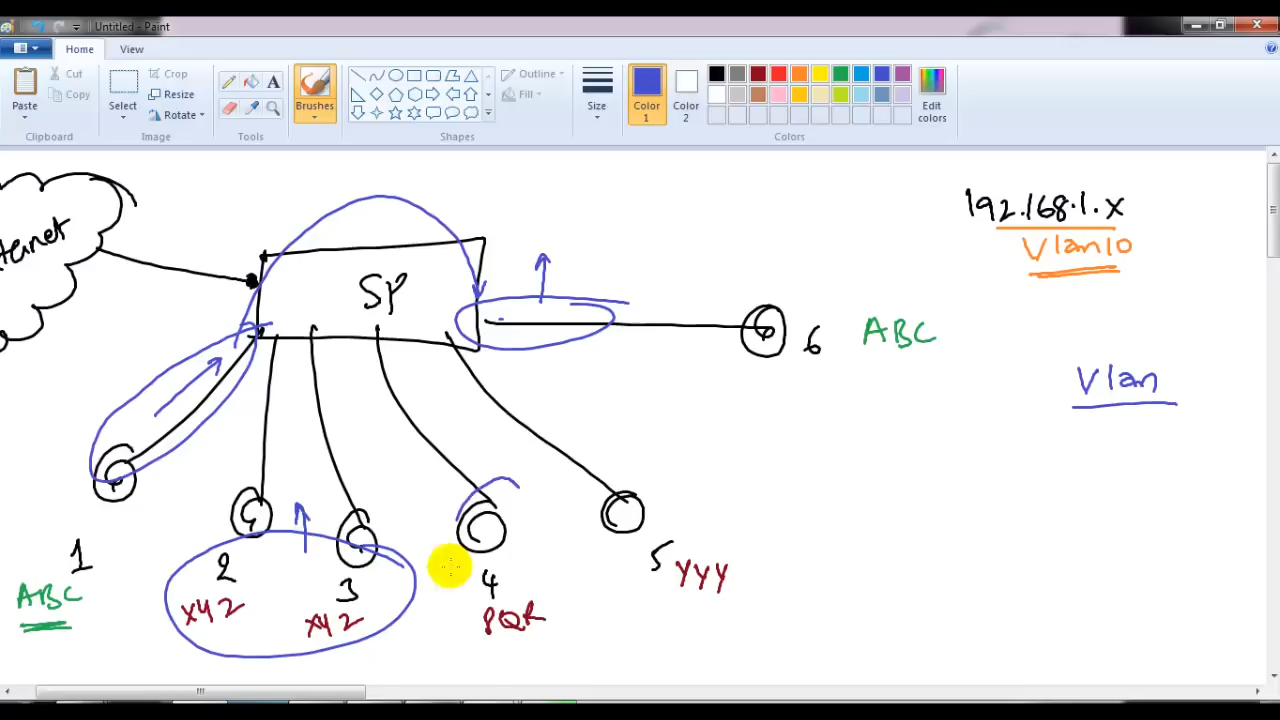 Untitled - Paint
Home View
Cut
Copy
Paste
Clipboard
Select
Crop
Resize
Rotate
Image
Tools
Brushes
Outline
Fill
Shapes
Size
Color 1
Color 2
Edit colors
Colors
192.168.1.x
Vlan10
SP
6 ABC
Vlan
1
ABC
2
XYZ
3
XYZ
4
PQR
5
YYY